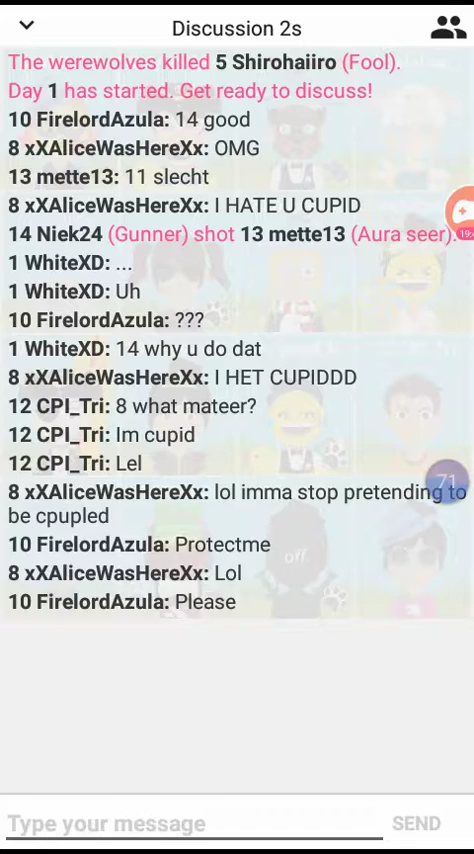 Discussion 2s
The werewolves killed 5 Shirohaiiro (Fool).
Day 1 has started. Get ready to discuss!
10 FirelordAzula: 14 good
8 xXAliceWasHereXx: OMG
13 mette13: 11 slecht
8 xXAliceWasHereXx: I HATE U CUPID
14 Niek24 (Gunner) shot 13 mette13 (Aura seer).
1 WhiteXD: ...
1 WhiteXD: Uh
10 FirelordAzula: ???
1 WhiteXD: 14 why u do dat
8 xXAliceWasHereXx: I HET CUPIDDD
12 CPI_Tri: 8 what mateer?
12 CPI_Tri: Im cupid
12 CPI_Tri: Lel
8 xXAliceWasHereXx: lol imma stop pretending to
be cpupled
71
10 FirelordAzula: Protectme
off
8 xXAliceWasHereXx: Lol
10 FirelordAzula: Please
Type your message
SEND